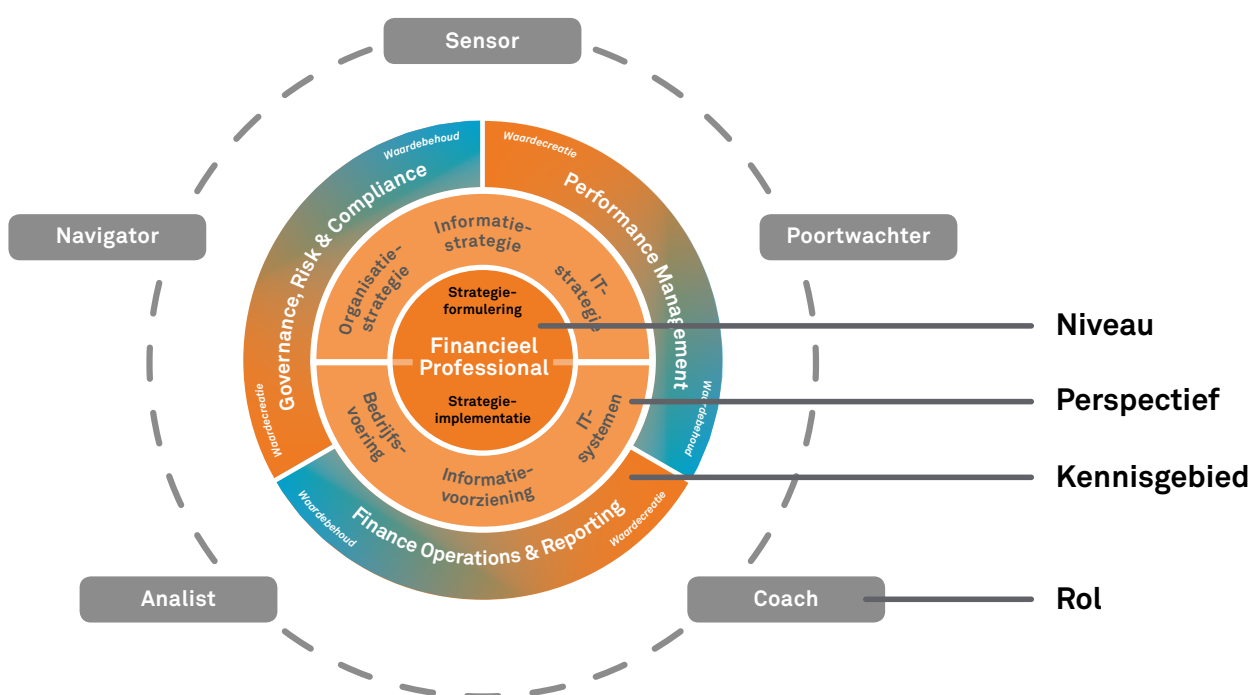 Sensor
Navigator
Poortwachter
Analist
Coach
Waardebehoud
Waardecreatie
Governance, Risk & Compliance
Waardecreatie
Performance Management
Waardebehoud
Finance Operations & Reporting
Waardebehoud
Waardecreatie
Organisatie-
strategie
Informatie-
strategie
IT-
strategie
Strategie-
formulering
Financieel
Professional
Strategie-
implementatie
Bedrijfs-
voering
Informatie-
voorziening
IT-
systemen
Niveau
Perspectief
Kennisgebied
Rol